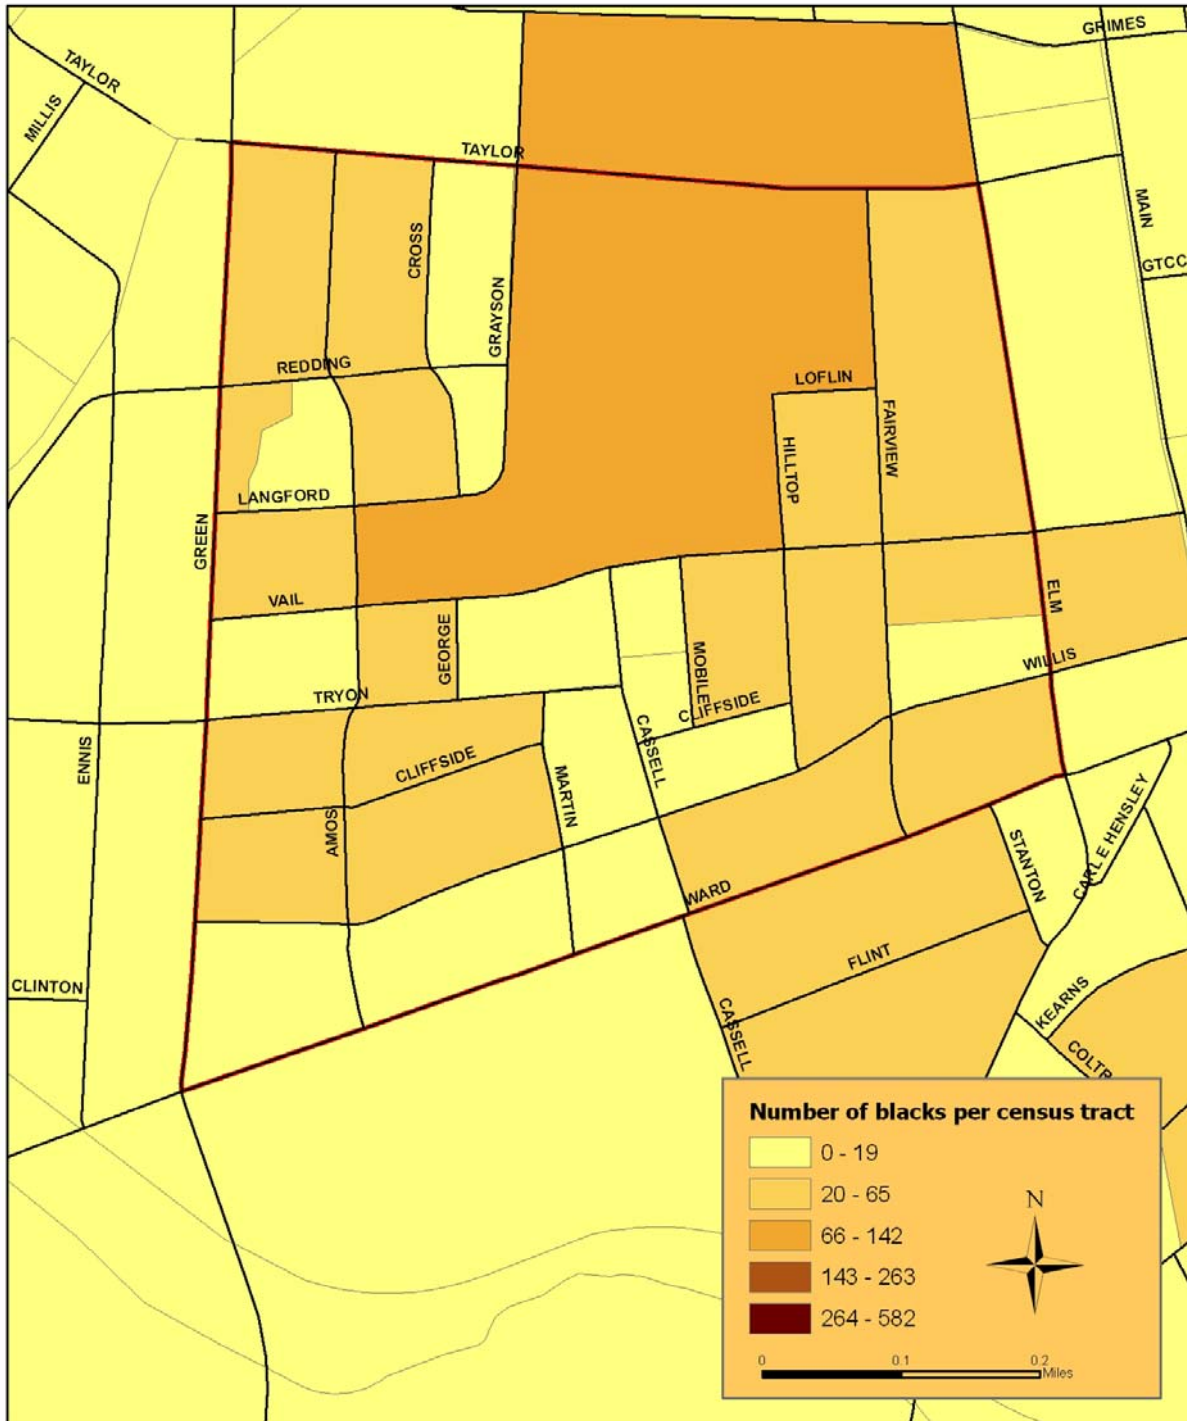 GRIMES
TAYLOR
MILLIS
TAYLOR
MAIN
CROSS
GTCC
GRAYSON
REDDING
LOFLIN
FAIRVIEW
HILLTOP
LANGFORD
GREEN
VAIL
ELM
GEORGE
MOBILE
WILLIS
TRYON
CLIFFSIDE
CASSELL
ENNIS
CLIFFSIDE
MARTIN
CARL E HENSLEY
AMOS
STANTON
WARD
FLINT
CLINTON
KEARNS
CASSELL
COLTR
Number of blacks per census tract
0 - 19
20 - 65
66 - 142
143 - 263
264 - 582
N
0 0.1 0.2
Miles